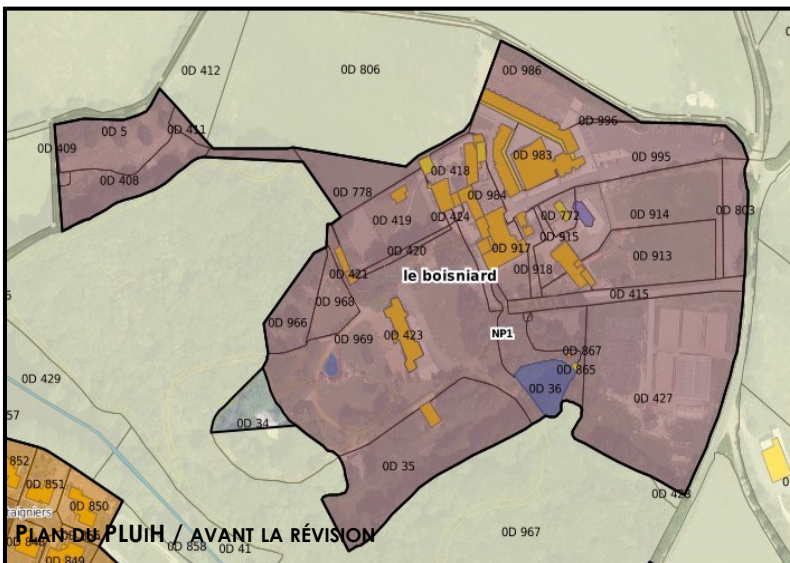 0D 986
0D 412
0D 806
0D 5
0D 411
0D 996
0D 409
0D 983
0D 995
0D 408
0D 418
0D 778
0D 984
0D 419
0D 424
0D 772
0D 914
0D 803
0D 915
0D 420
0D 917
0D 913
0D 421
0D 918
le boisniard
0D 415
0D 968
0D 966
0D 969
0D 423
NP1
0D 867
0D 865
0D 429
0D 36
0D 427
57
0D 34
852
0D 35
851
0D 428
0D 850
taigniers
PLAN DU PLUiH / AVANT LA RÉVISION
0D 967
0D 858
0D 41
0D 849